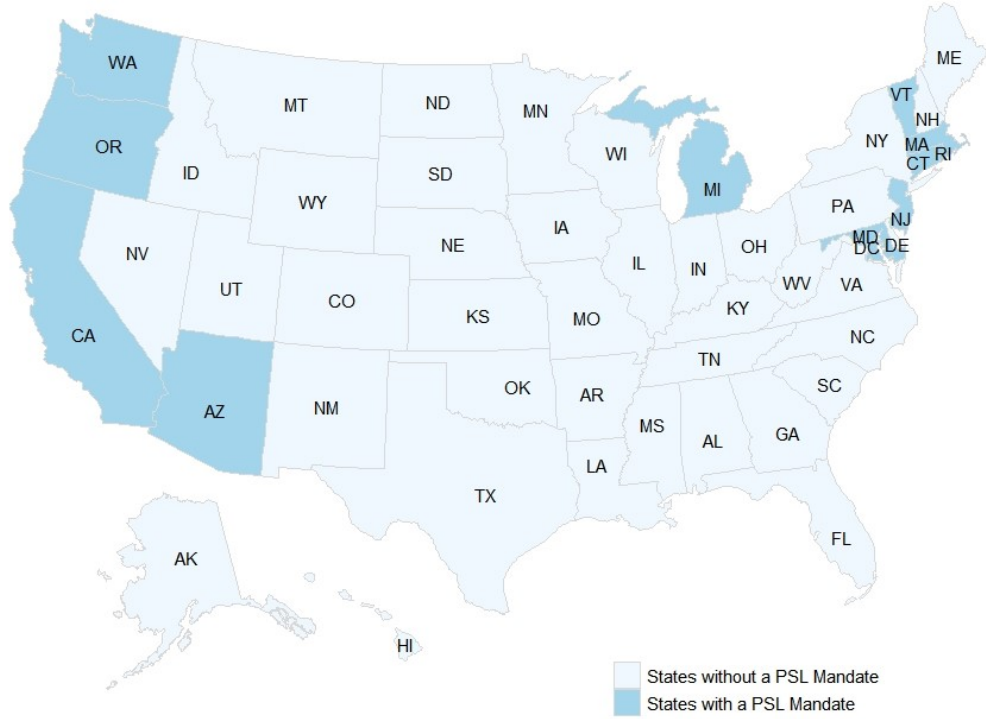 WA
ME
MT
ND
MN
VT
OR
NH
NY
MA
RI
WI
CT
ID
SD
MI
WY
PA
NJ
IA
MD
NE
OH
DC
DE
NV
IL
IN
WV
UT
VA
CO
KY
KS
MO
CA
NC
TN
OK
SC
AR
NM
AZ
MS
GA
AL
LA
TX
FL
AK
HI
States without a PSL Mandate
States with a PSL Mandate